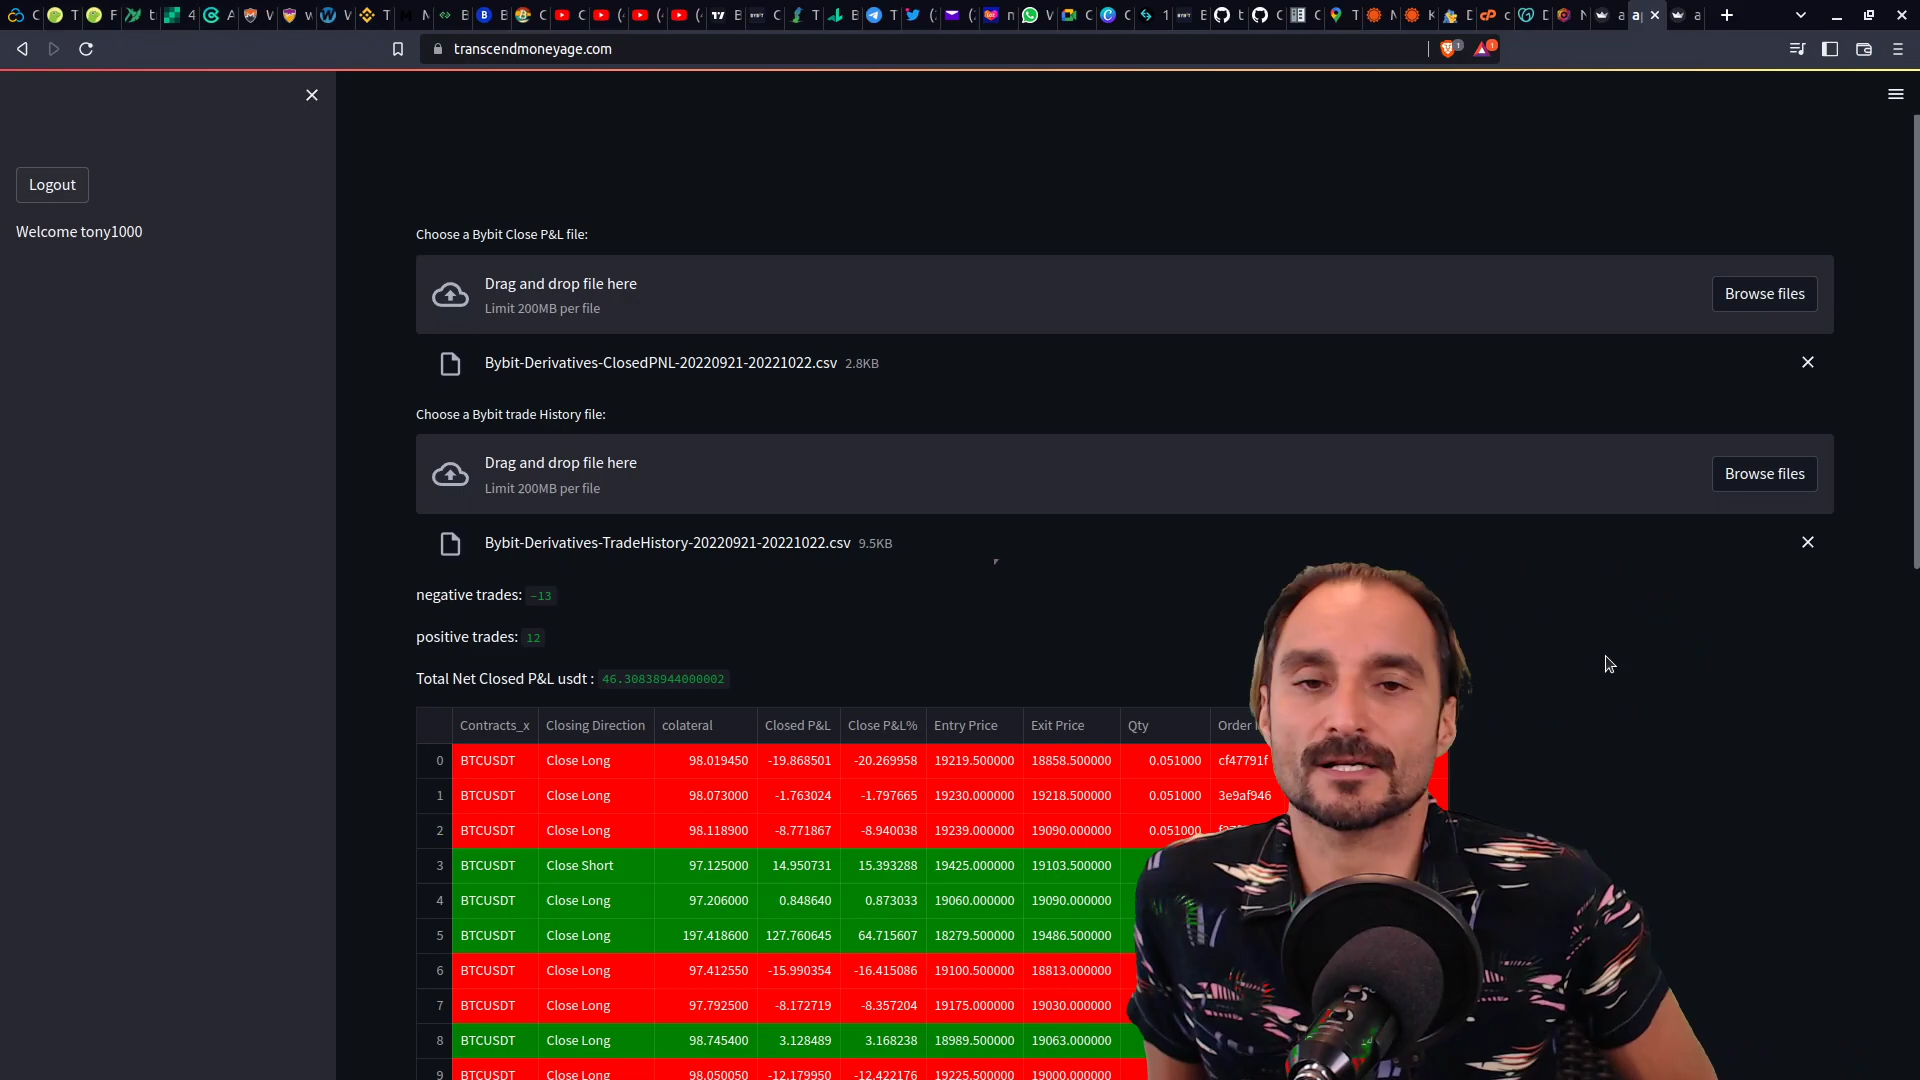 transcendmoneyage.com
Logout
Welcome tony1000
Choose a Bybit Close P&L file:
Drag and drop file here
Limit 200MB per file
Browse files
Bybit-Derivatives-ClosedPNL-20220921-20221022.csv 2.8KB
Choose a Bybit trade History file:
Drag and drop file here
Limit 200MB per file
Browse files
Bybit-Derivatives-TradeHistory-20220921-20221022.csv 9.5KB
negative trades: -13
positive trades: 12
Total Net Closed P&L usdt : 46.30838944000002
Contracts_x Closing Direction colateral Closed P&L Close P&L% Entry Price Exit Price Qty Order
0 BTCUSDT Close Long 98.019450 -19.868501 -20.269958 19219.500000 18858.500000 0.051000 cf47791f
1 BTCUSDT Close Long 98.073000 -1.763024 -1.797665 19230.000000 19218.500000 0.051000 3e9af946
2 BTCUSDT Close Long 98.118900 -8.771867 -8.940038 19239.000000 19090.000000 0.051000
3 BTCUSDT Close Short 97.125000 14.950731 15.393288 19425.000000 19103.500000
4 BTCUSDT Close Long 97.206000 0.848640 0.873033 19060.000000 19090.000000
5 BTCUSDT Close Long 197.418600 127.760645 64.715607 18279.500000 19486.500000
6 BTCUSDT Close Long 97.412550 -15.990354 -16.415086 19100.500000 18813.000000
7 BTCUSDT Close Long 97.792500 -8.172719 -8.357204 19175.000000 19030.000000
8 BTCUSDT Close Long 98.745400 3.128489 3.168238 18989.500000 19063.000000
9 BTCUSDT Close Long 98.050050 -12.179950 -12.422176 19225.500000 19000.000000